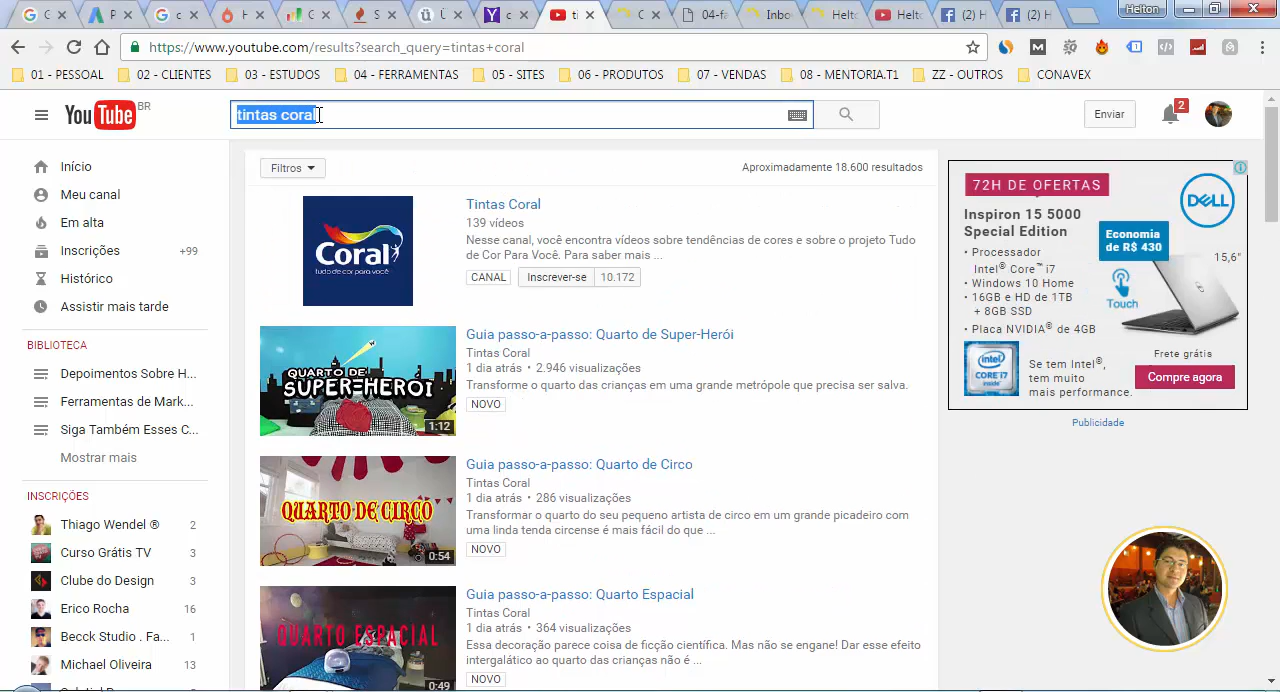 Helton
https://www.youtube.com/results?search_query=tintas+coral
01 - PESSOAL
02 - CLIENTES
03 - ESTUDOS
04 - FERRAMENTAS
05 - SITES
06 - PRODUTOS
07 - VENDAS
08 - MENTORIA.T1
ZZ - OUTROS
CONAVEX
YouTube BR
tintas coral
Enviar
2
Início
Meu canal
Em alta
Inscrições +99
Histórico
Assistir mais tarde
BIBLIOTECA
Depoimentos Sobre H...
Ferramentas de Mark...
Siga Também Esses C...
Mostrar mais
INSCRIÇÕES
Thiago Wendel ® 2
Curso Grátis TV 3
Clube do Design 3
Erico Rocha 16
Becck Studio . Fa... 1
Michael Oliveira 13
Filtros
Aproximadamente 18.600 resultados
Coral
tudo de cor para você
Tintas Coral
139 vídeos
Nesse canal, você encontra vídeos sobre tendências de cores e sobre o projeto Tudo
de Cor Para Você. Para saber mais ...
CANAL Inscrever-se 10.172
QUARTO DE
SUPER-HERÓI
1:12
Guia passo-a-passo: Quarto de Super-Herói
Tintas Coral
1 dia atrás • 2.946 visualizações
Transfome o quarto das crianças em uma grande metrópole que precisa ser salva.
NOVO
QUARTO DE CIRCO
0:54
Guia passo-a-passo: Quarto de Circo
Tintas Coral
1 dia atrás • 286 visualizações
Transformar o quarto do seu pequeno artista de circo em um grande picadeiro com
uma linda tenda circense é mais fácil do que ...
NOVO
QUARTO ESPACIAL
0:49
Guia passo-a-passo: Quarto Espacial
Tintas Coral
1 dia atrás • 364 visualizações
Essa decoração parece coisa de ficção científica. Mas não se engane! Dar esse efeito
intergalático ao quarto das crianças não é ...
NOVO
72H DE OFERTAS
DELL
Inspiron 15 5000
Special Edition
Economia
de R$ 430
• Processador
Intel® Core™ i7
• Windows 10 Home
• 16GB e HD de 1TB
+ 8GB SSD
• Placa NVIDIA® de 4GB
15,6"
Touch
Frete grátis
Compre agora
intel
CORE i7
inside
Se tem Intel®,
tem muito
mais performance.
Publicidade